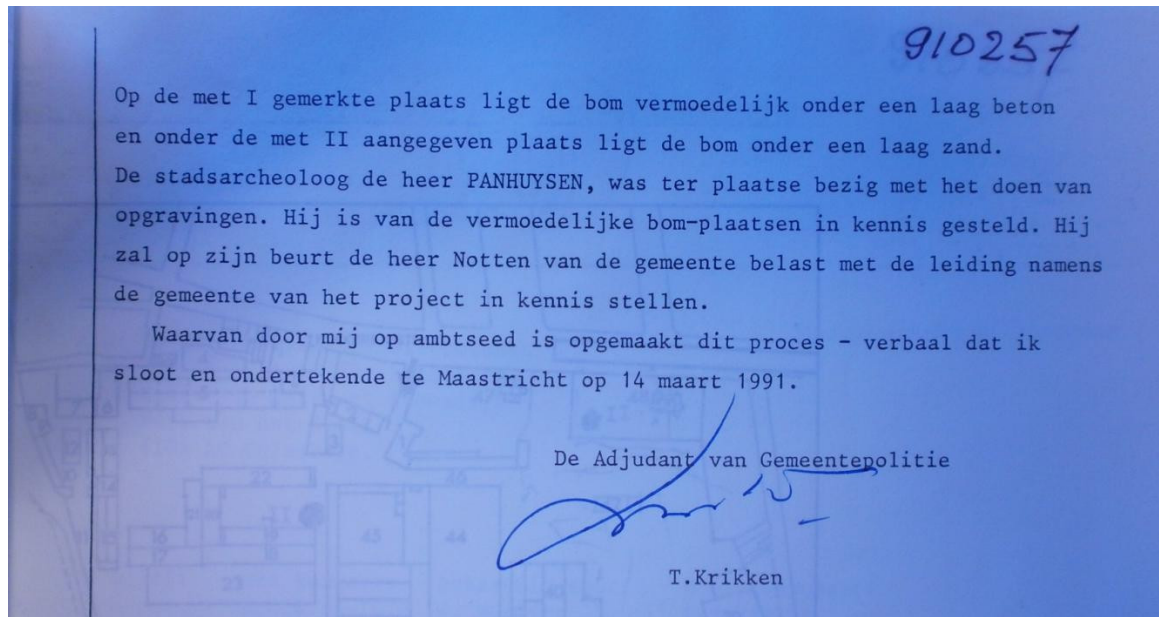 910257
Op de met I gemerkte plaats ligt de bom vermoedelijk onder een laag beton
en onder de met II aangegeven plaats ligt de bom onder een laag zand.
De stadsarcheoloog de heer PANHUYSEN, was ter plaatse bezig met het doen van
opgravingen. Hij is van de vermoedelijke bom-plaatsen in kennis gesteld. Hij
zal op zijn beurt de heer Notten van de gemeente belast met de leiding namens
de gemeente van het project in kennis stellen.
Waarvan door mij op ambtseed is opgemaakt dit proces - verbaal dat ik
sloot en ondertekende te Maastricht op 14 maart 1991.
De Adjudant van Gemeentepolitie
T.Krikken